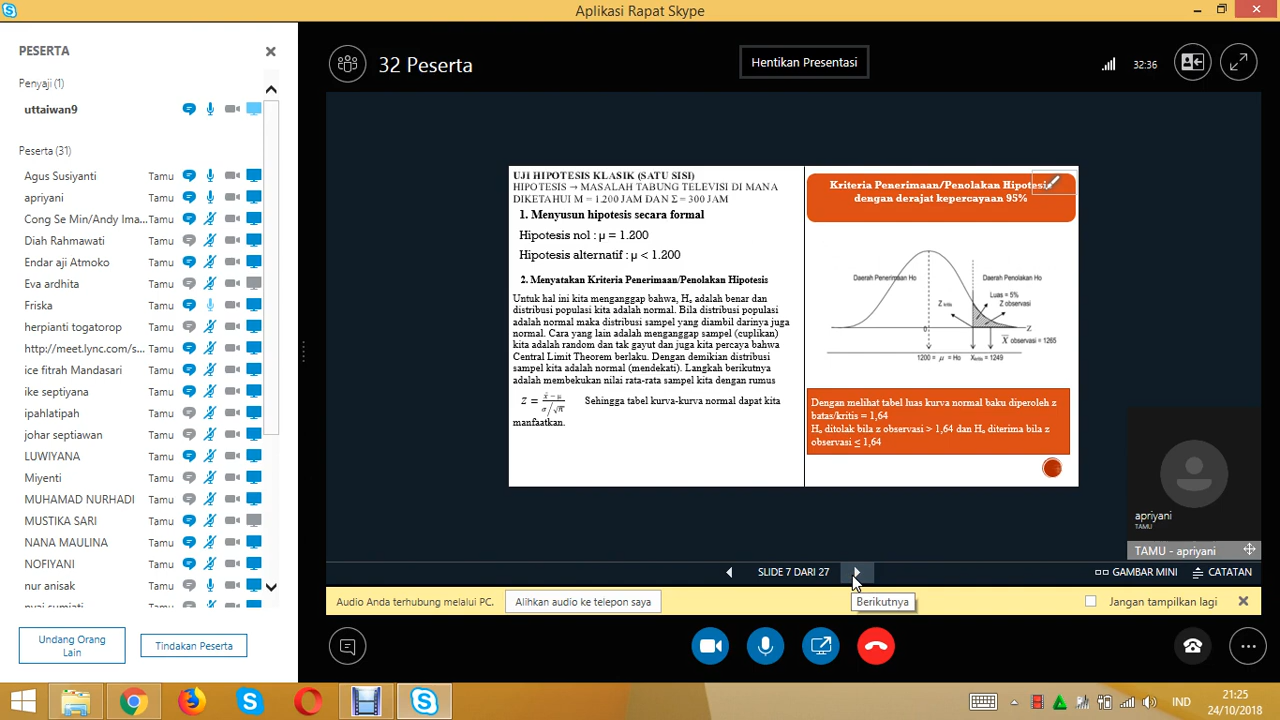 Aplikasi Rapat Skype
PESERTA
Penyaji (1)
uttaiwan9
Peserta (31)
Agus Susiyanti Tamu
apriyani Tamu
Cong Se Min/Andy Ima... Tamu
Diah Rahmawati Tamu
Endar aji Atmoko Tamu
Eva ardhita Tamu
Friska Tamu
herpianti togatorop Tamu
http://meet.lync.com/s... Tamu
ice fitrah Mandasari Tamu
ike septiyana Tamu
ipahlatipah Tamu
johar septiawan Tamu
LUWIYANA Tamu
Miyenti Tamu
MUHAMAD NURHADI Tamu
MUSTIKA SARI Tamu
NANA MAULINA Tamu
NOFIYANI Tamu
nur anisak Tamu
Undang Orang
Lain
Tindakan Peserta
32 Peserta
Hentikan Presentasi
32:36
UJI HIPOTESIS KLASIK (SATU SISI)
HIPOTESIS → MASALAH TABUNG TELEVISI DI MANA
DIKETAHUI Μ = 1.200 JAM DAN Σ = 300 JAM
1. Menyusun hipotesis secara formal
Hipotesis nol : µ = 1.200
Hipotesis alternatif : µ < 1.200
2. Menyatakan Kriteria Penerimaan/Penolakan Hipotesis
Untuk hal ini kita menganggap bahwa, H₀ adalah benar dan
distribusi populasi kita adalah normal. Bila distribusi populasi
adalah normal maka distribusi sampel yang diambil darinya juga
normal. Cara yang lain adalah menganggap sampel (cuplikan)
kita adalah random dan tak gayut dan juga kita percaya bahwa
Central Limit Theorem berlaku. Dengan demikian distribusi
sampel kita adalah normal (mendekati). Langkah berikutnya
adalah membekukan nilai rata-rata sampel kita dengan rumus
Z = x̄ − μ / σ/√n Sehingga tabel kurva-kurva normal dapat kita
manfaatkan.
Kriteria Penerimaan/Penolakan Hipotesis
dengan derajat kepercayaan 95%
Daerah Penerimaan Ho Daerah Penolakan Ho
Luas = 5%
Z kritis Z observasi
0 Z
X̄ observasi = 1265
1200 = μ = Ho X̄kritis = 1249
Dengan melihat tabel luas kurva normal baku diperoleh z
batas/kritis = 1,64
H₀ ditolak bila z observasi > 1,64 dan H₀ diterima bila z
observasi ≤ 1,64
apriyani
TAMU
TAMU - apriyani
SLIDE 7 DARI 27
GAMBAR MINI
CATATAN
Audio Anda terhubung melalui PC.
Alihkan audio ke telepon saya
Berikutnya
Jangan tampilkan lagi
IND
21:25
24/10/2018